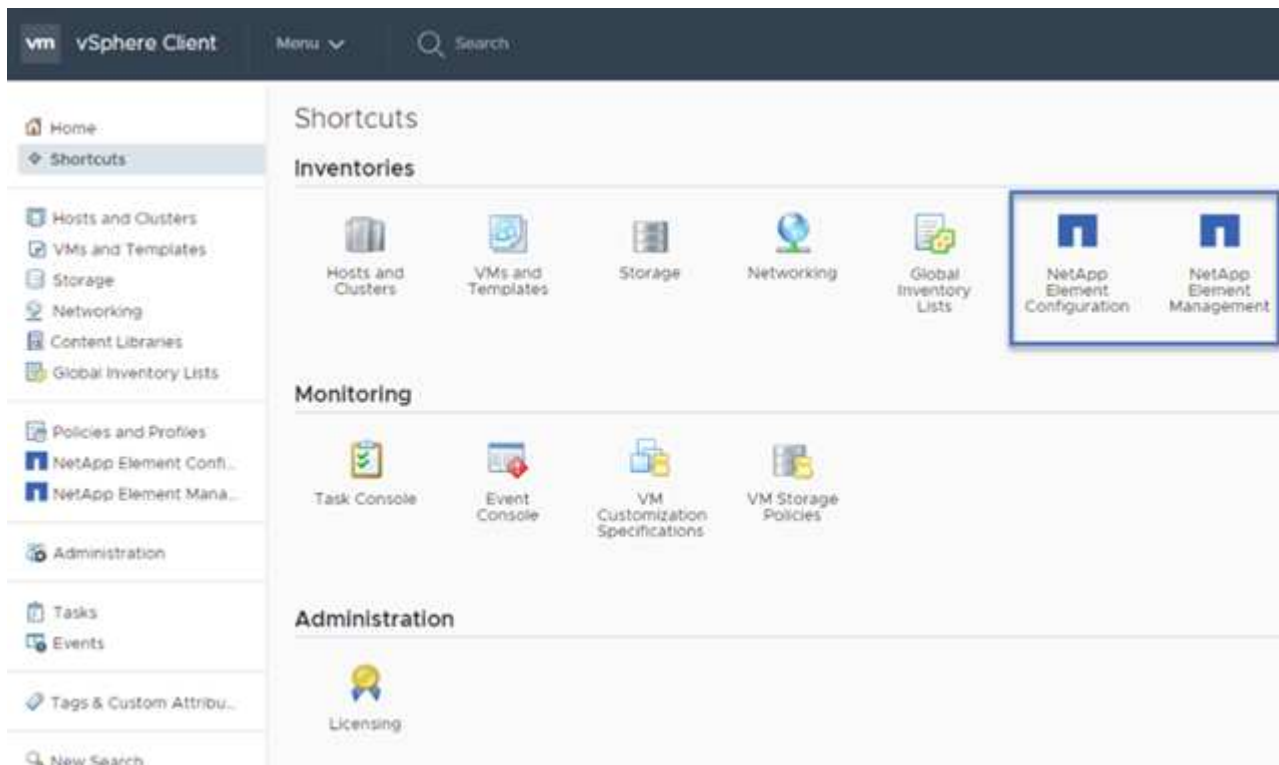 vm vSphere Client Menu Search
Home
Shortcuts
Hosts and Clusters
VMs and Templates
Storage
Networking
Content Libraries
Global Inventory Lists
Policies and Profiles
NetApp Element Confi...
NetApp Element Mana...
Administration
Tasks
Events
Tags & Custom Attribu...
New Search
Shortcuts
Inventories
Hosts and
Clusters
VMs and
Templates
Storage
Networking
Global
Inventory
Lists
NetApp
Element
Configuration
NetApp
Element
Management
Monitoring
Task Console
Event
Console
VM
Customization
Specifications
VM Storage
Policies
Administration
Licensing